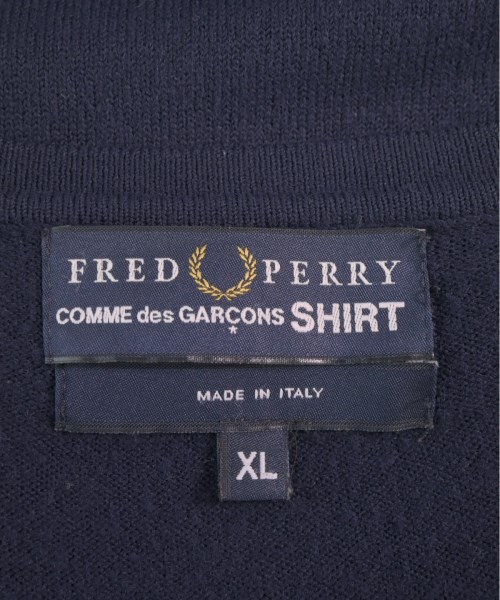 FRED PERRY
COMME des GARÇONS SHIRT
*
MADE IN ITALY
XL